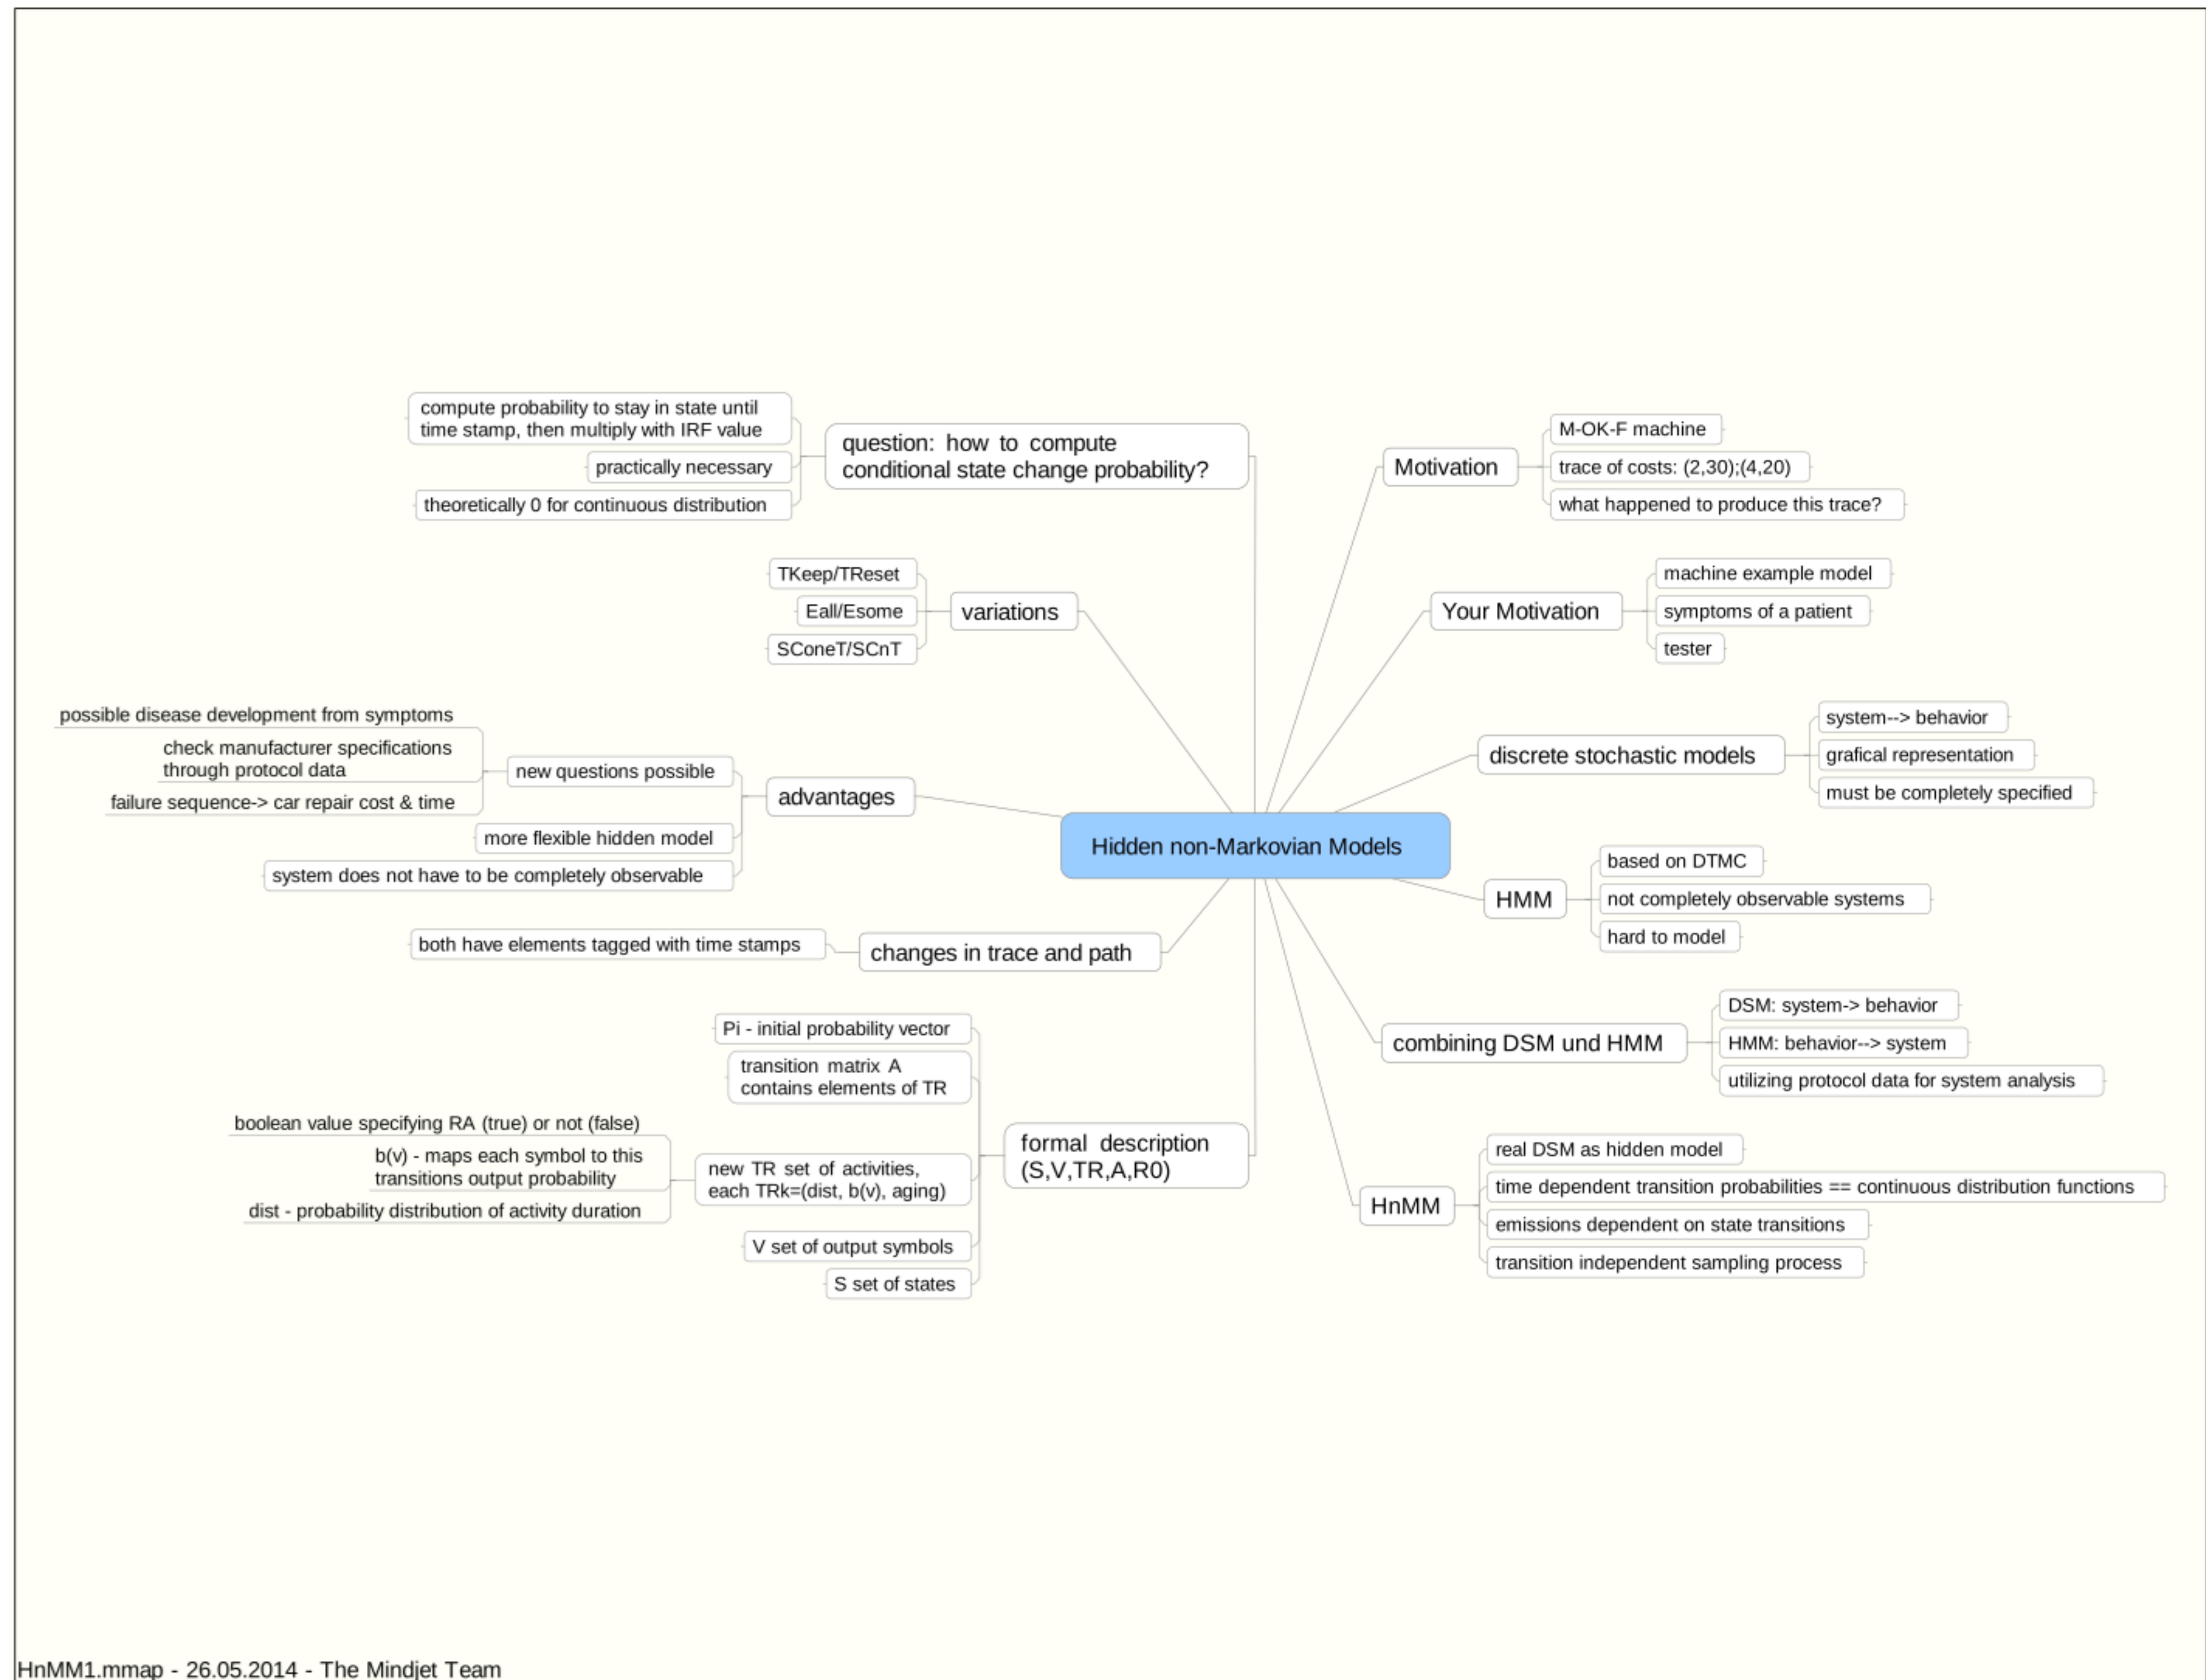 Hidden non-Markovian Models
Motivation
M-OK-F machine
trace of costs: (2,30);(4,20)
what happened to produce this trace?
Your Motivation
machine example model
symptoms of a patient
tester
discrete stochastic models
system--> behavior
grafical representation
must be completely specified
HMM
based on DTMC
not completely observable systems
hard to model
combining DSM und HMM
DSM: system-> behavior
HMM: behavior--> system
utilizing protocol data for system analysis
HnMM
real DSM as hidden model
time dependent transition probabilities == continuous distribution functions
emissions dependent on state transitions
transition independent sampling process
question: how to compute
conditional state change probability?
compute probability to stay in state until
time stamp, then multiply with IRF value
practically necessary
theoretically 0 for continuous distribution
variations
TKeep/TReset
Eall/Esome
SConeT/SCnT
advantages
new questions possible
possible disease development from symptoms
check manufacturer specifications
through protocol data
failure sequence-> car repair cost & time
more flexible hidden model
system does not have to be completely observable
changes in trace and path
both have elements tagged with time stamps
formal description
(S,V,TR,A,R0)
Pi - initial probability vector
transition matrix A
contains elements of TR
new TR set of activities,
each TRk=(dist, b(v), aging)
boolean value specifying RA (true) or not (false)
b(v) - maps each symbol to this
transitions output probability
dist - probability distribution of activity duration
V set of output symbols
S set of states
HnMM1.mmap - 26.05.2014 - The Mindjet Team